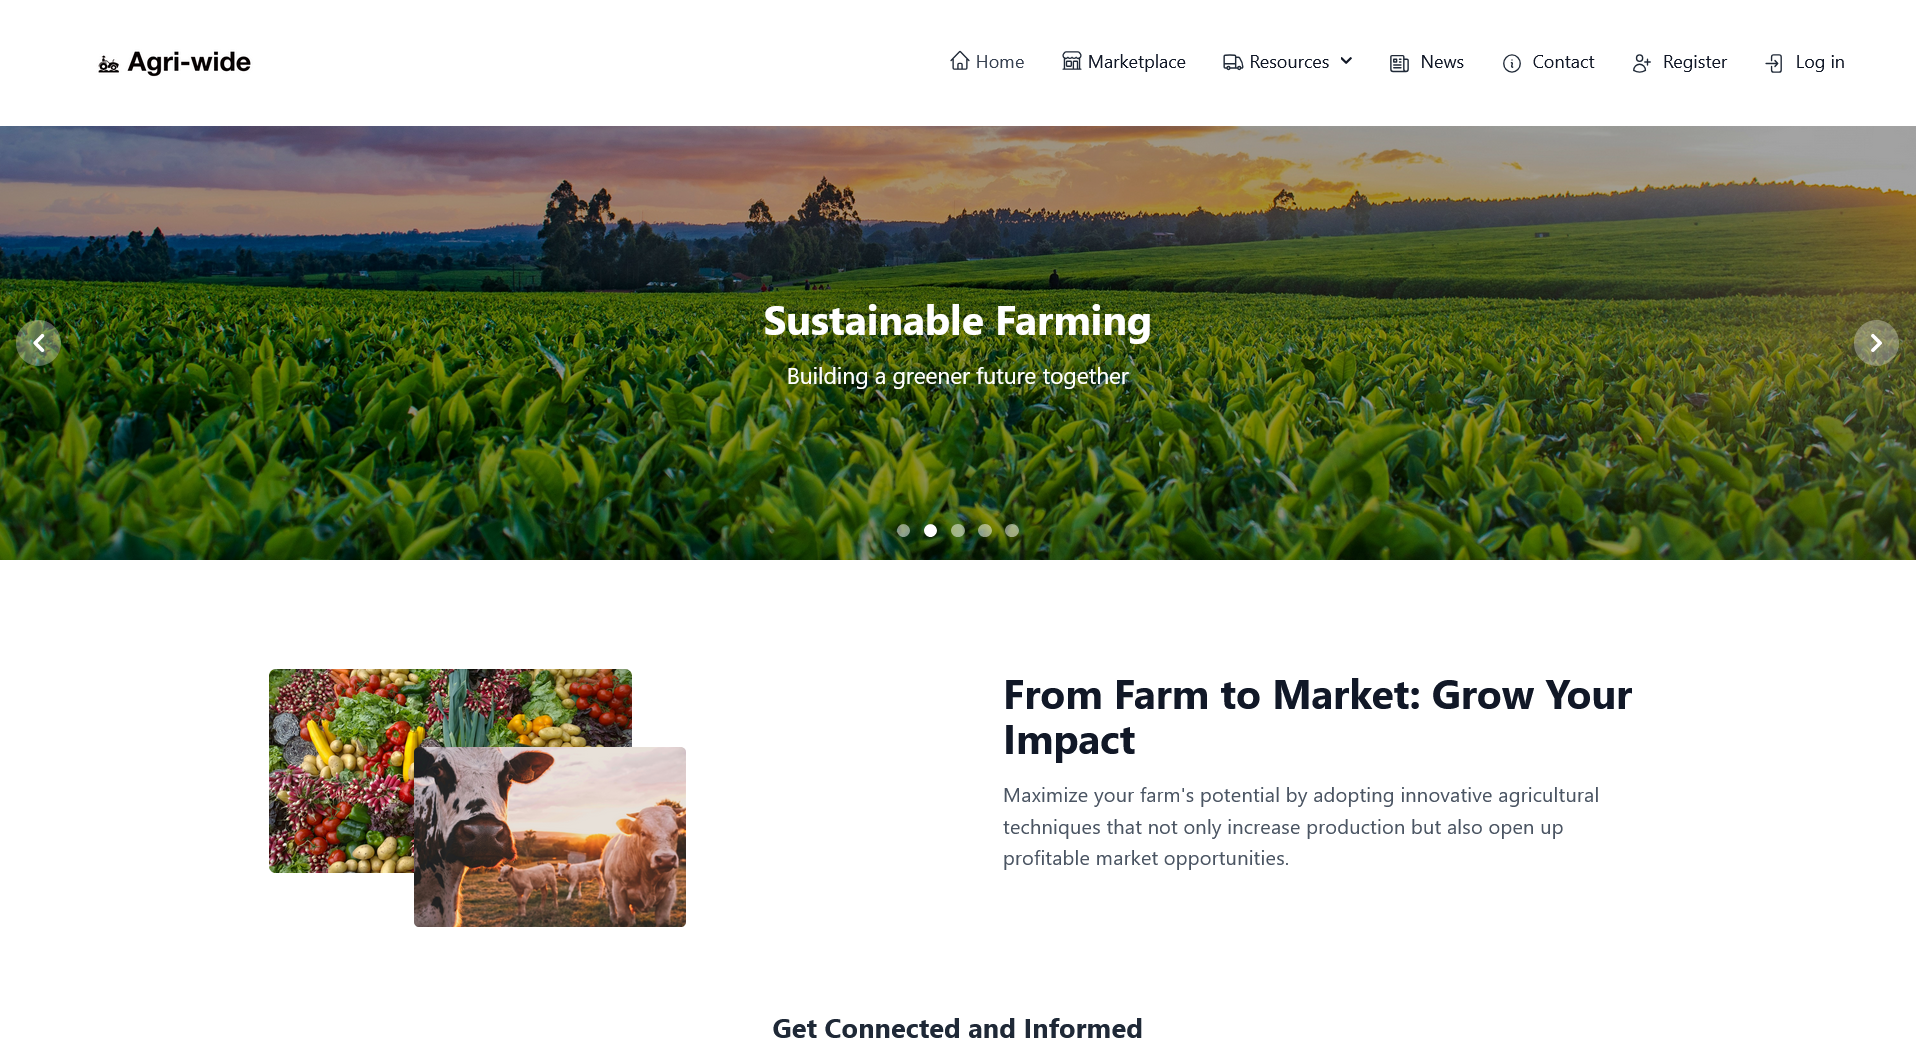 Agri-wide
Home
Marketplace
Resources
News
Contact
Register
Log in
Sustainable Farming
Building a greener future together
From Farm to Market: Grow Your
Impact
Maximize your farm's potential by adopting innovative agricultural
techniques that not only increase production but also open up
profitable market opportunities.
Get Connected and Informed